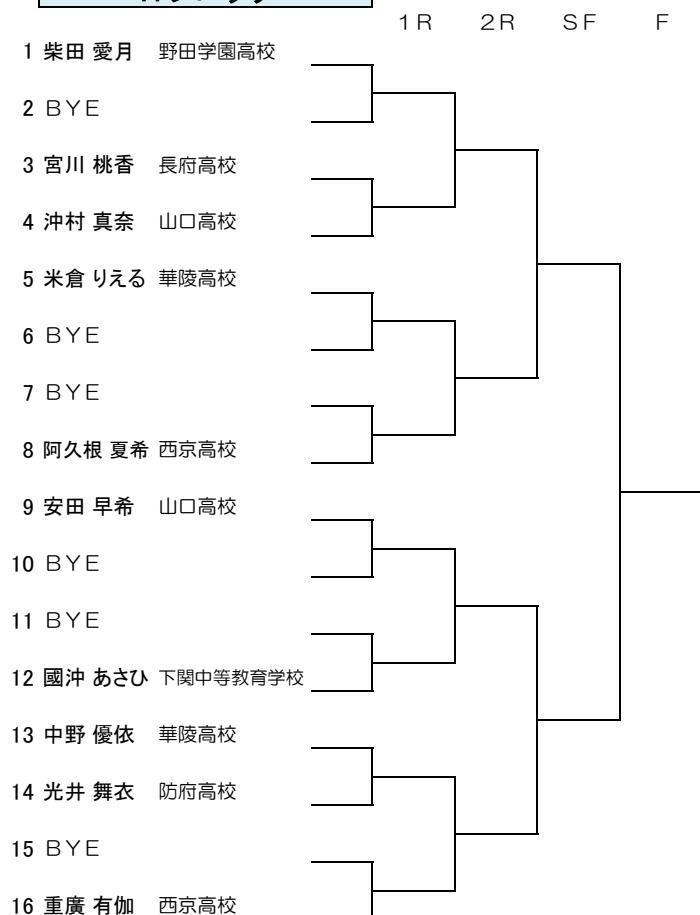 1R 2R SF F
1 柴田 愛月 野田学園高校
2 BYE
3 宮川 桃香 長府高校
4 沖村 真奈 山口高校
5 米倉 りえる 華陵高校
6 BYE
7 BYE
8 阿久根 夏希 西京高校
9 安田 早希 山口高校
10 BYE
11 BYE
12 國沖 あさひ 下関中等教育学校
13 中野 優依 華陵高校
14 光井 舞衣 防府高校
15 BYE
16 重廣 有伽 西京高校